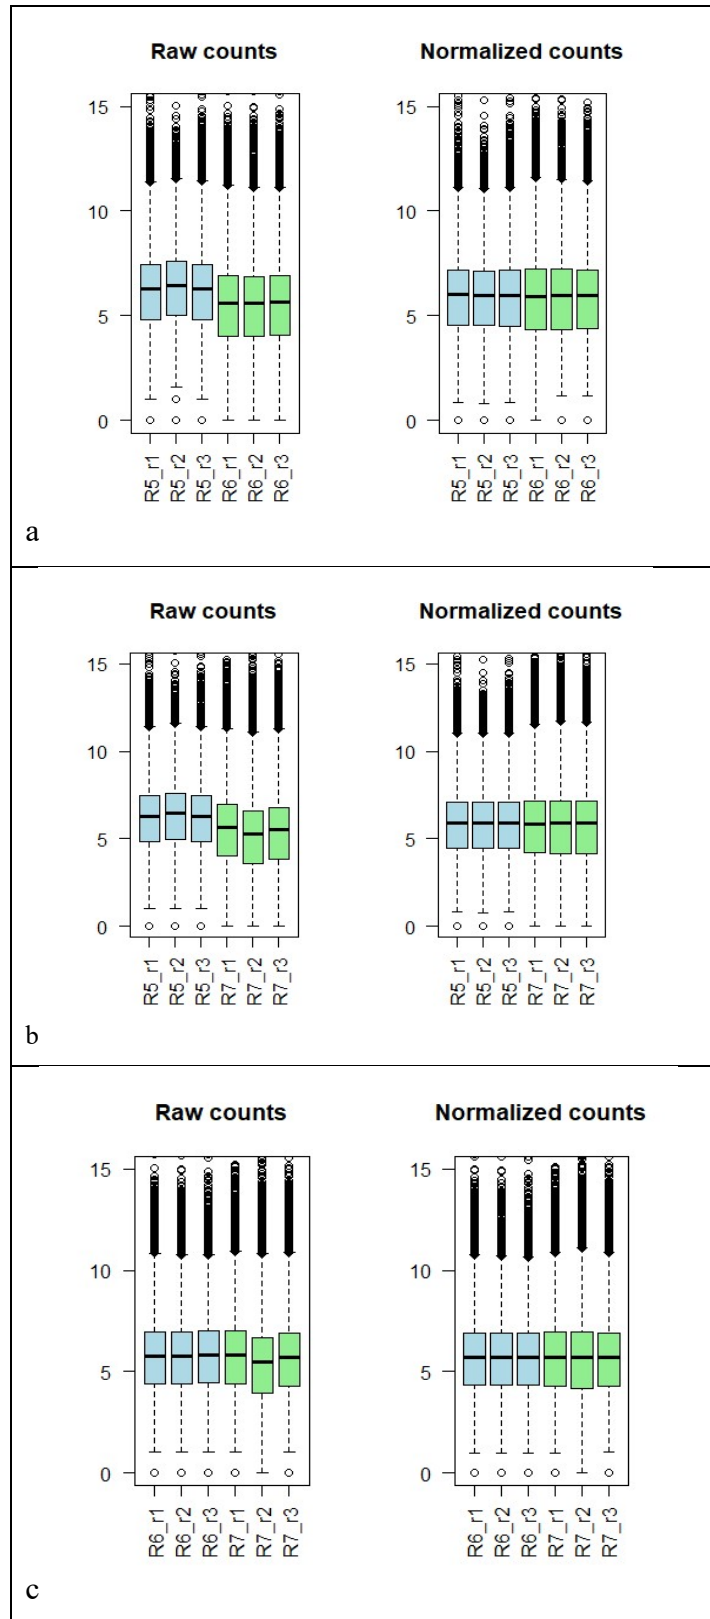 Raw counts Normalized counts
15 15
10 10
5 5
0 0
R5_r1 R5_r2 R5_r3 R6_r1 R6_r2 R6_r3 R5_r1 R5_r2 R5_r3 R6_r1 R6_r2 R6_r3
a
Raw counts Normalized counts
15 15
10 10
5 5
0 0
R5_r1 R5_r2 R5_r3 R7_r1 R7_r2 R7_r3 R5_r1 R5_r2 R5_r3 R7_r1 R7_r2 R7_r3
b
Raw counts Normalized counts
15 15
10 10
5 5
0 0
R6_r1 R6_r2 R6_r3 R7_r1 R7_r2 R7_r3 R6_r1 R6_r2 R6_r3 R7_r1 R7_r2 R7_r3
c